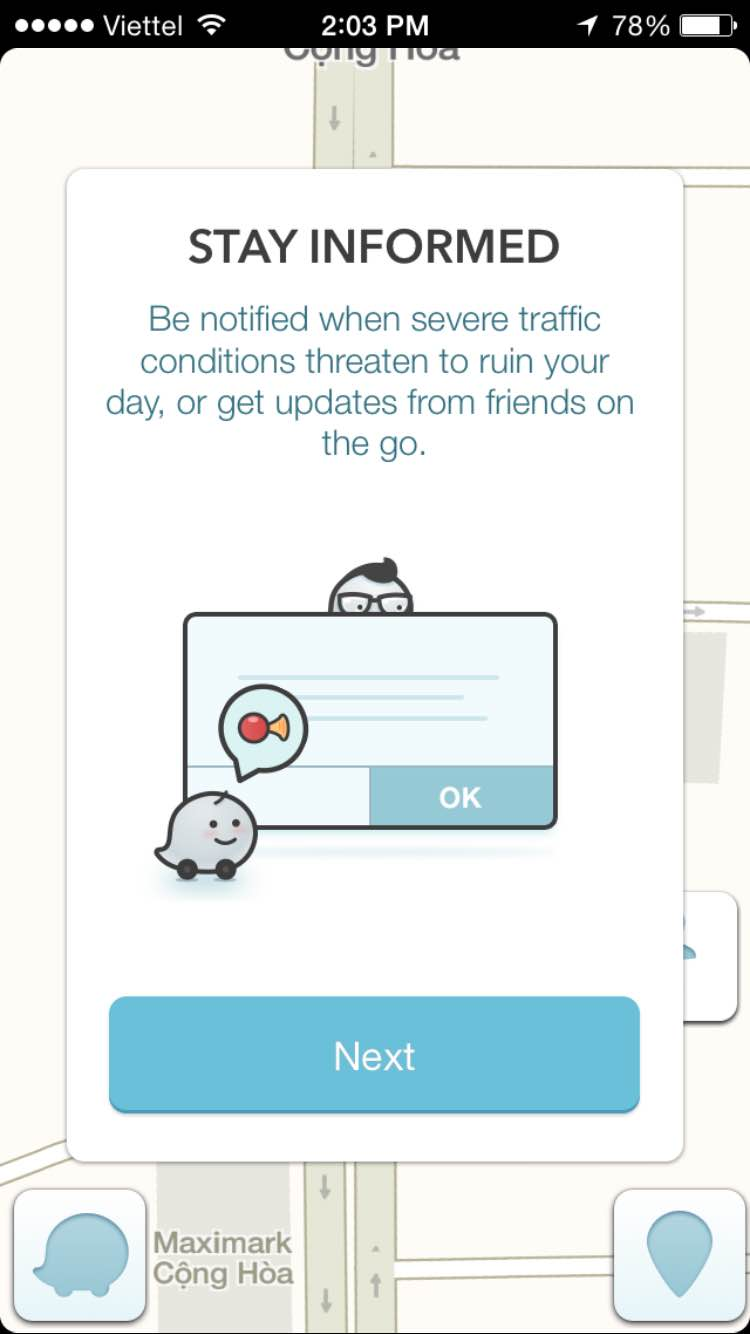 Viettel 2:03 PM 78%
Cộng Hòa
STAY INFORMED
Be notified when severe traffic
conditions threaten to ruin your
day, or get updates from friends on
the go.
OK
Next
Maximark
Cộng Hòa